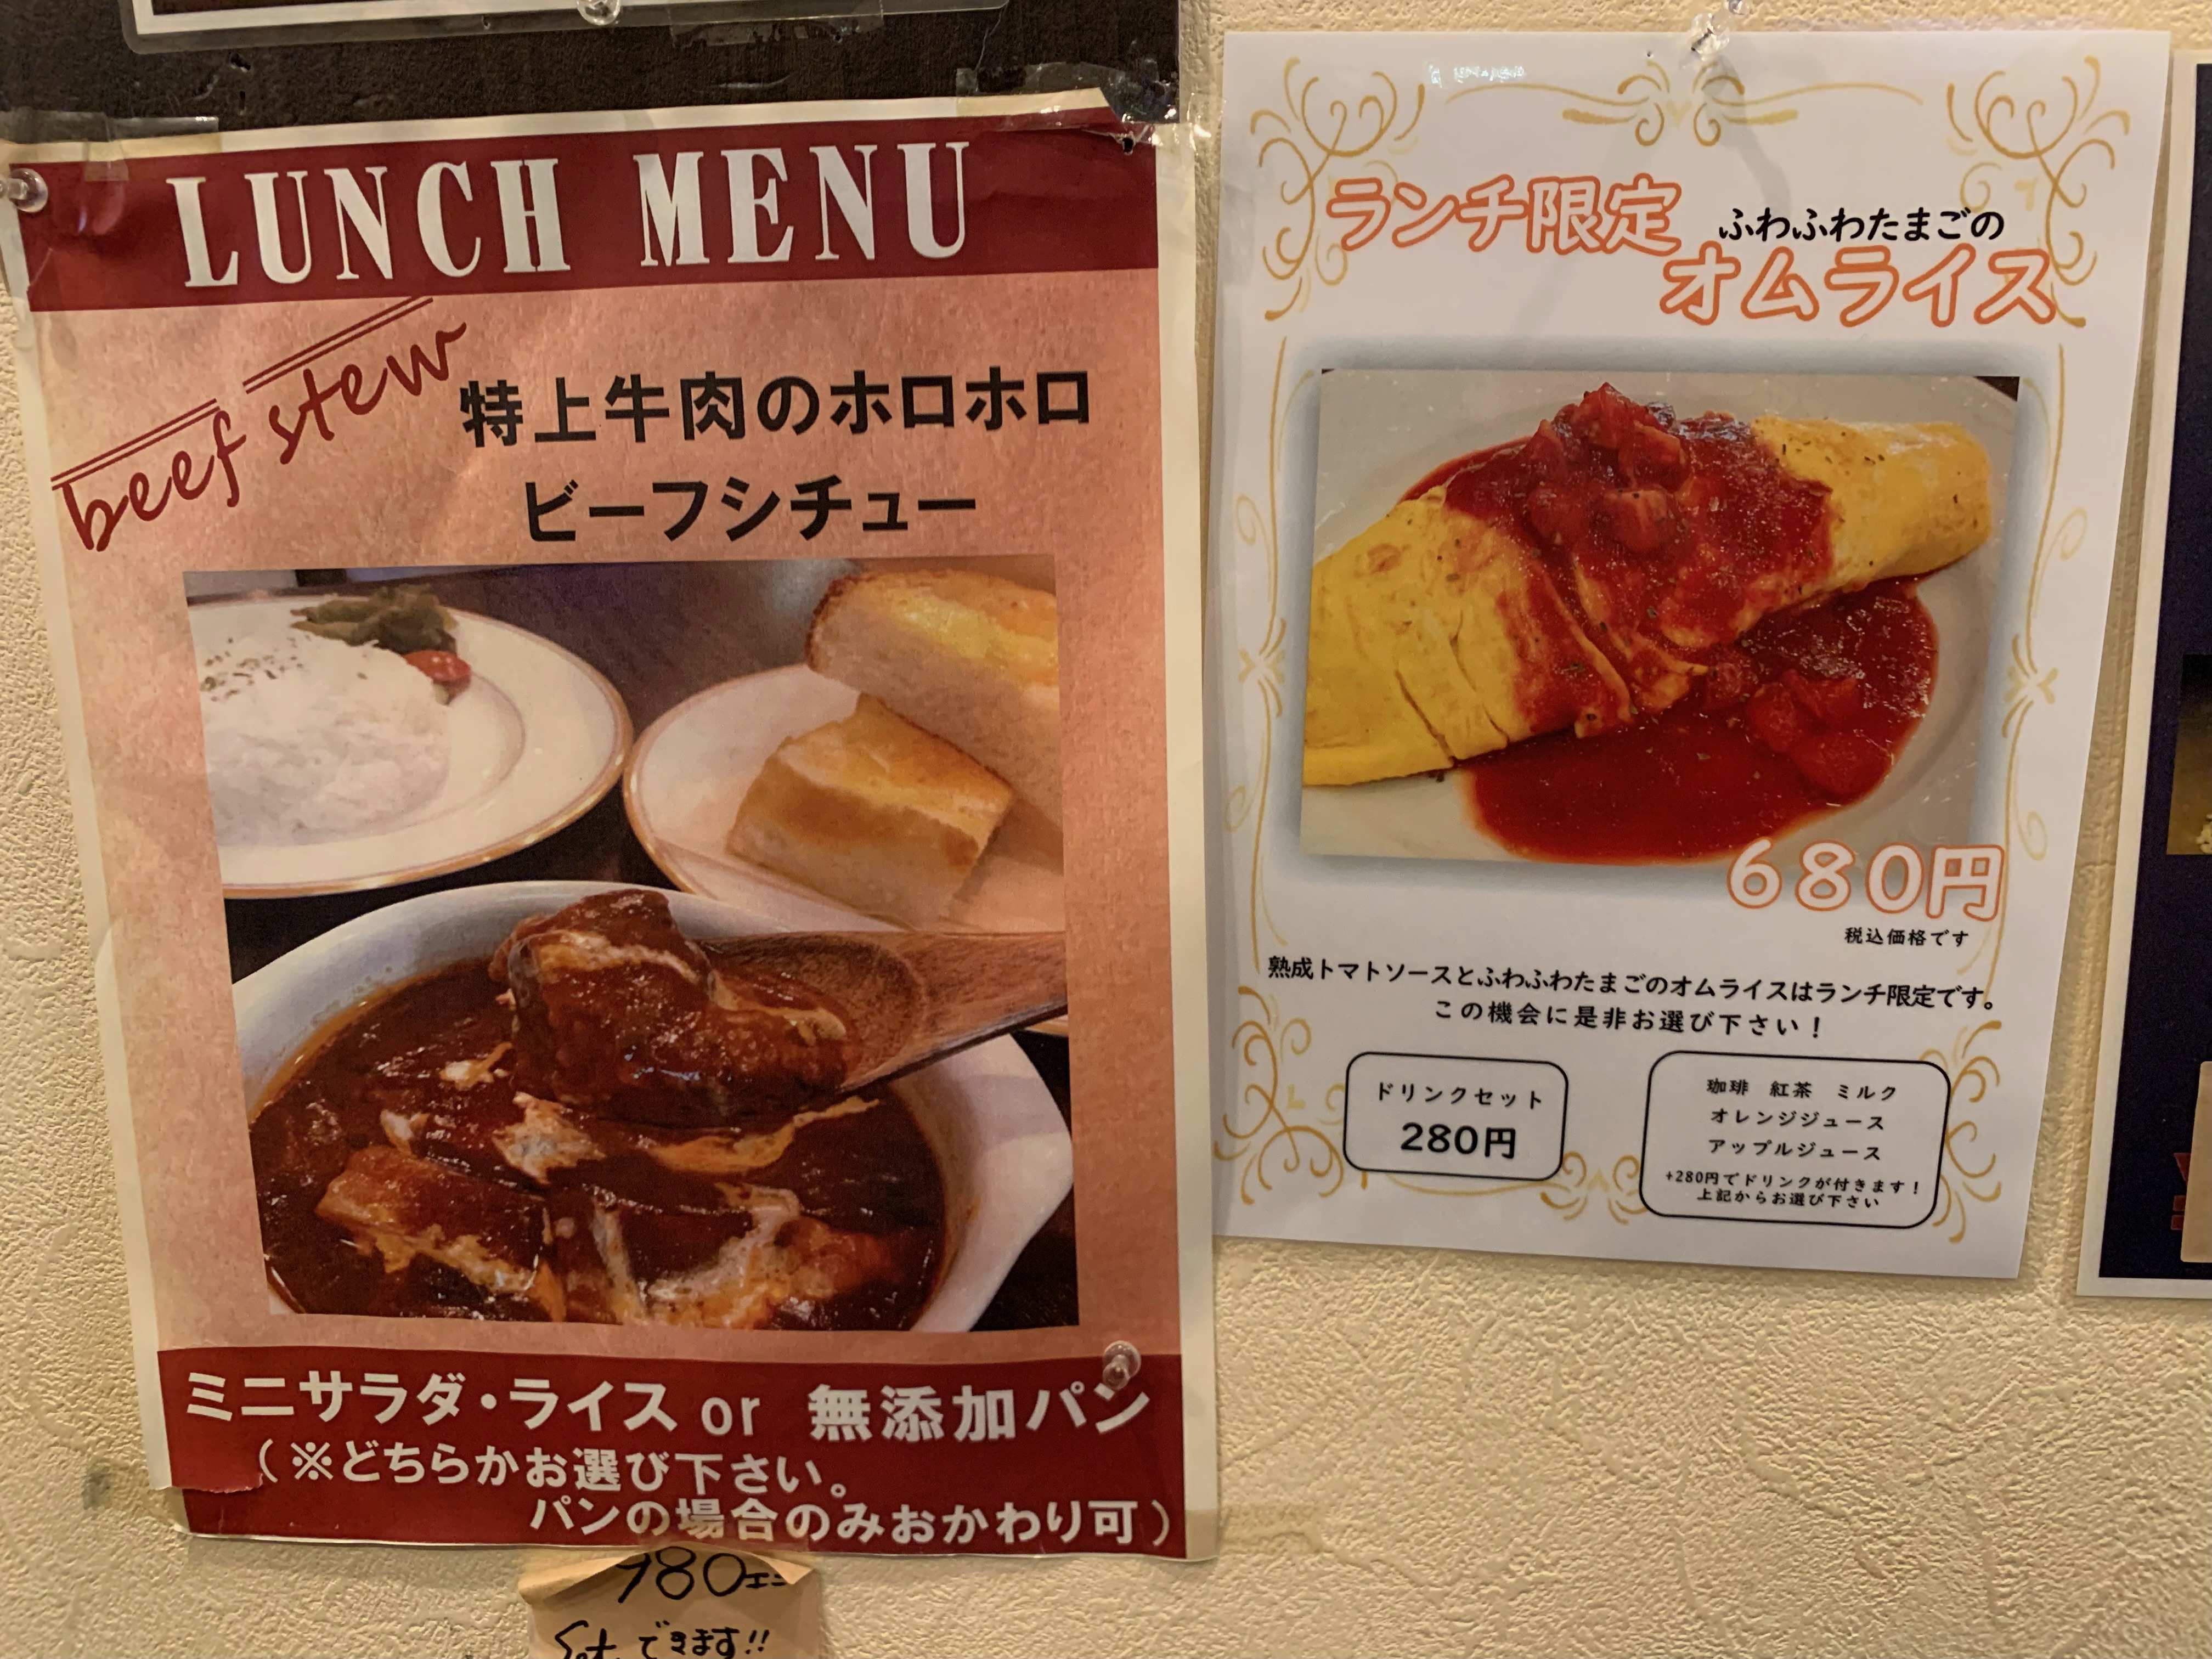 LUNCH MENU
beef stew
特上牛肉のホロホロ
ビーフシチュー
ミニサラダ・ライス or 無添加パン
(※どちらかお選び下さい。
パンの場合のみおかわり可)
980
Set できます!!
ランチ限定
ふわふわたまごの
オムライス
680円
税込価格です
熟成トマトソースとふわふわたまごのオムライスはランチ限定です。
この機会に是非お選び下さい！
ドリンクセット
280円
珈琲 紅茶 ミルク
オレンジジュース
アップルジュース
+280円でドリンクが付きます！
上記からお選び下さい